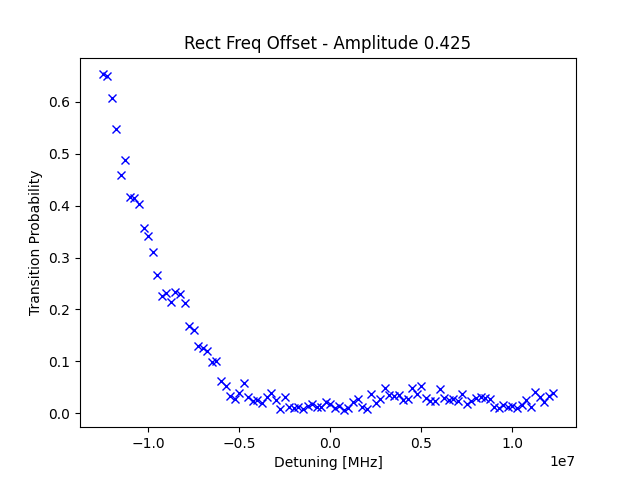 Rect Freq Offset - Amplitude 0.425
Transition Probability
0.6
0.5
0.4
0.3
0.2
0.1
0.0
−1.0 −0.5 0.0 0.5 1.0
1e7
Detuning [MHz]